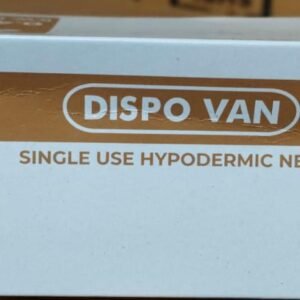 DISPO VAN
SINGLE USE HYPODERMIC NE